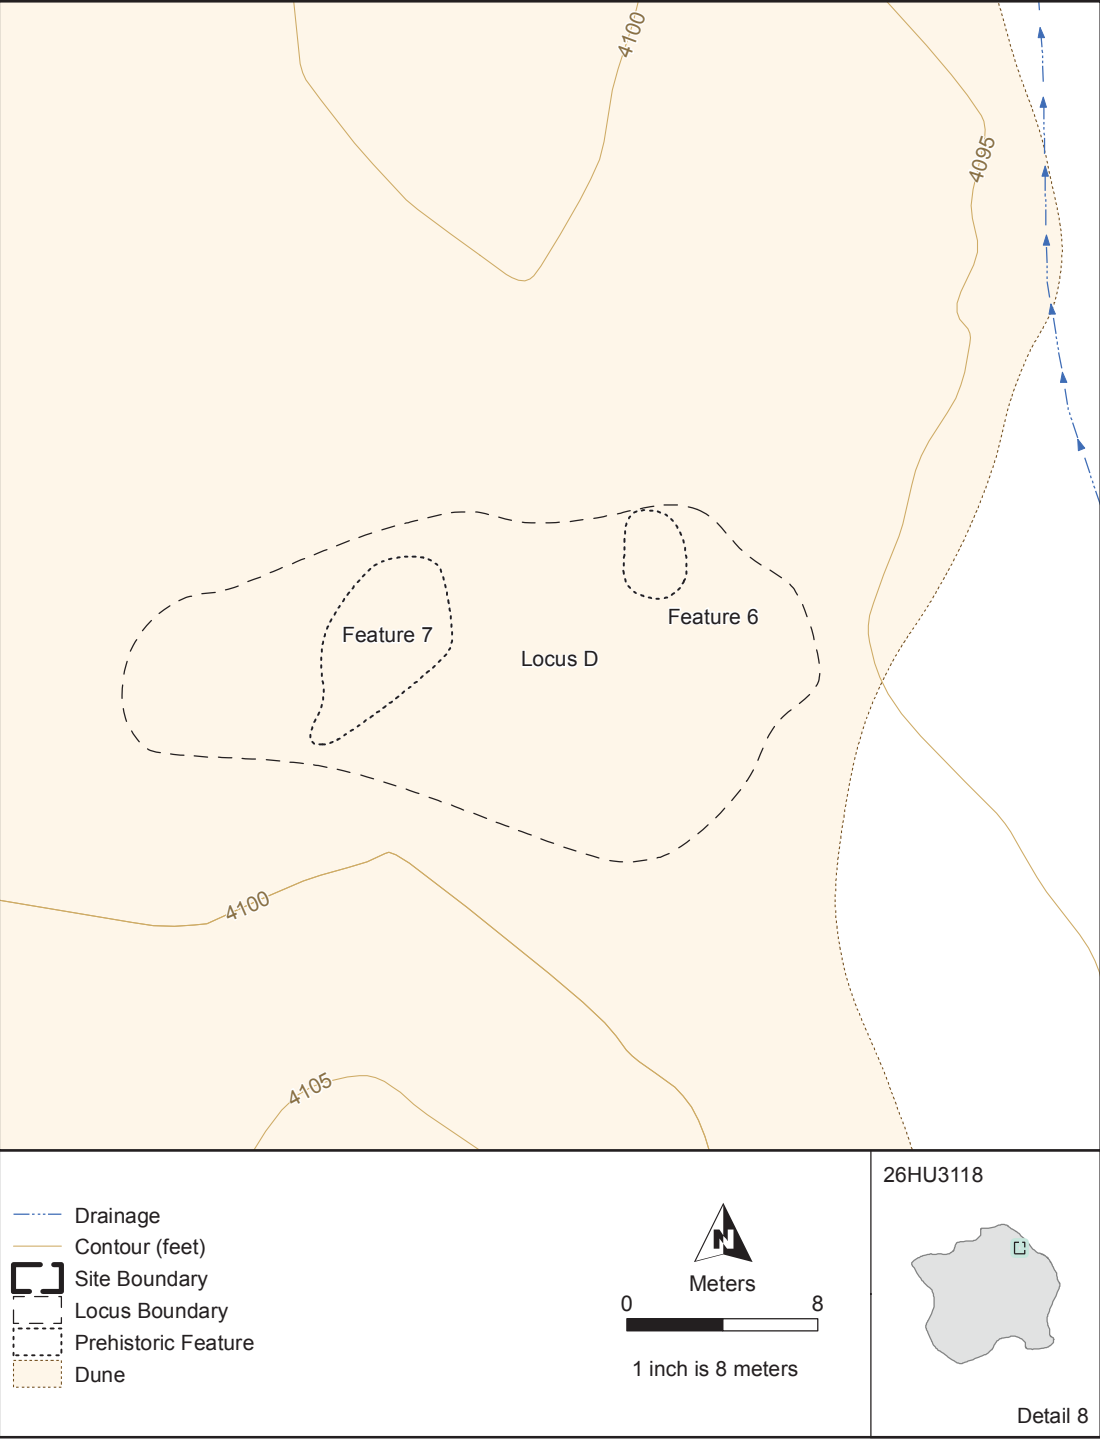 4100
4095
Feature 6
Feature 7
Locus D
4100
4105
Drainage
Contour (feet)
Site Boundary
Locus Boundary
Prehistoric Feature
Dune
N
Meters
0 8
1 inch is 8 meters
26HU3118
Detail 8